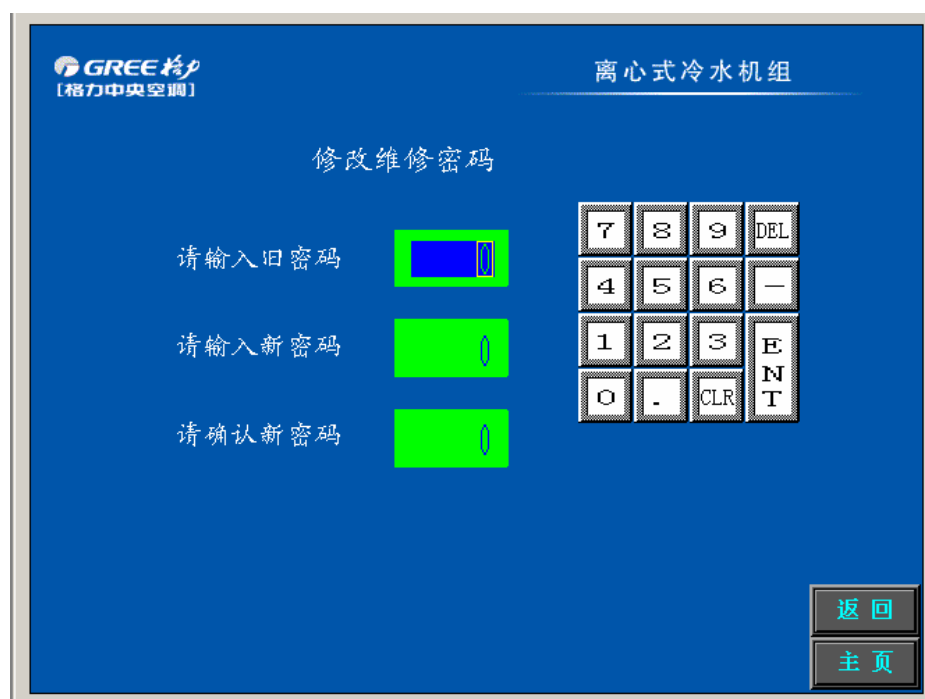 GREE格力
[格力中央空调]
离心式冷水机组
修改维修密码
请输入旧密码 0
请输入新密码 0
请确认新密码 0
7 8 9 DEL
4 5 6 -
1 2 3 ENT
0 . CLR
返回
主页